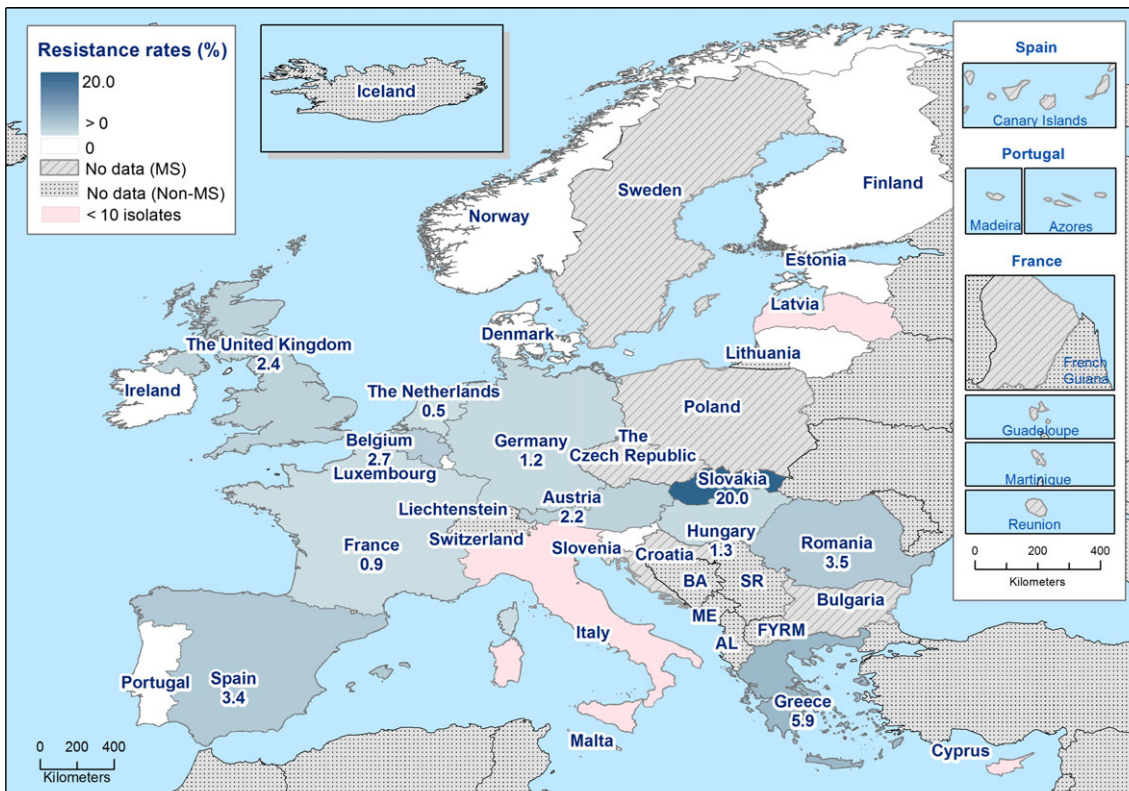 Resistance rates (%)
20.0
> 0
0
No data (MS)
No data (Non-MS)
< 10 isolates
Iceland
Spain
Canary Islands
Portugal
Madeira
Azores
France
French
Guiana
Guadeloupe
Martinique
Reunion
0 200 400
Kilometers
Norway
Sweden
Finland
Estonia
Latvia
Lithuania
Denmark
The United Kingdom
2.4
Ireland
The Netherlands
0.5
Belgium
2.7
Luxembourg
Germany
1.2
Poland
The
Czech Republic
Slovakia
20.0
Austria
2.2
Liechtenstein
Switzerland
France
0.9
Hungary
1.3
Romania
3.5
Slovenia
Croatia
BA
SR
ME
Bulgaria
FYRM
AL
Italy
Portugal
Spain
3.4
Greece
5.9
Malta
Cyprus
0 200 400
Kilometers